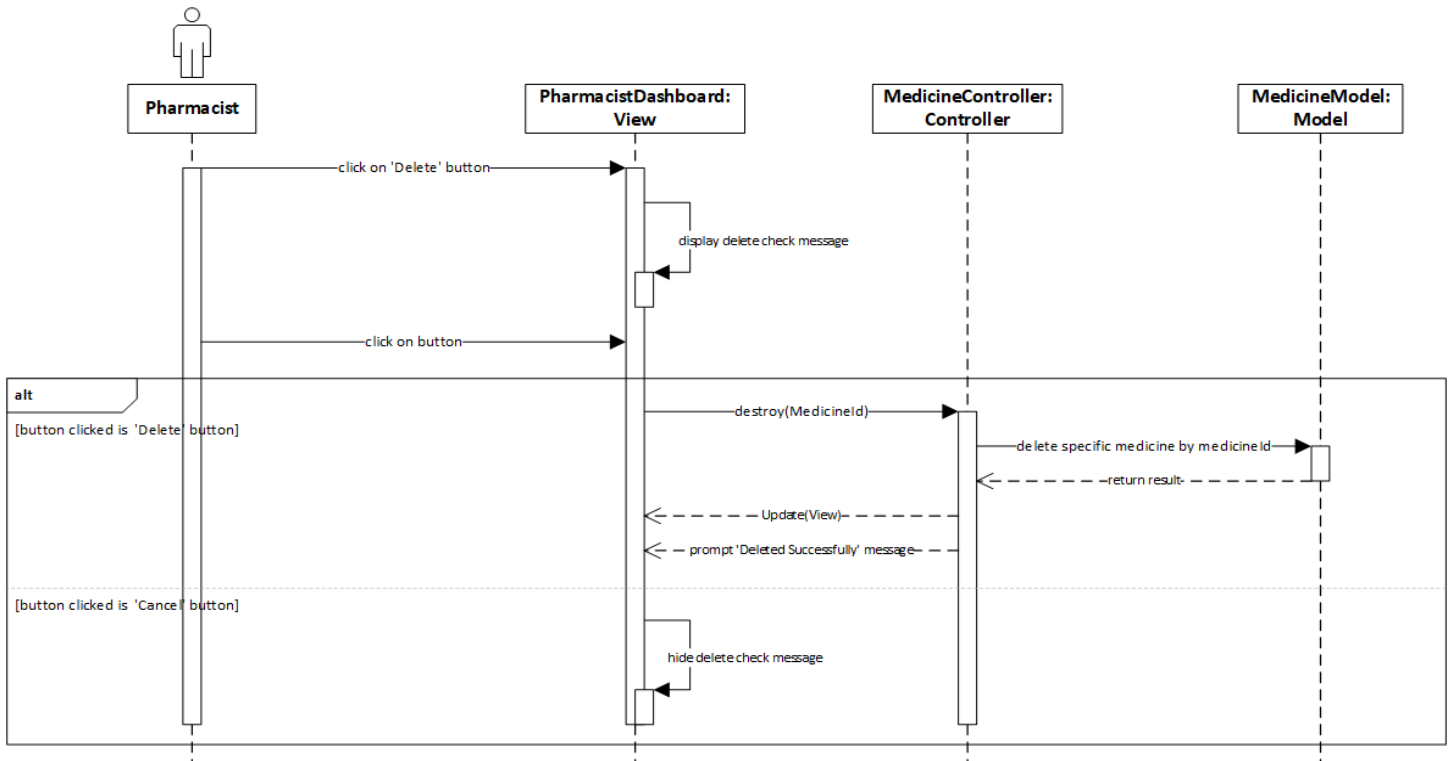 Pharmacist
PharmacistDashboard:
View
MedicineController:
Controller
MedicineModel:
Model
click on 'Delete' button
display delete check message
click on button
alt
[button clicked is 'Delete' button]
destroy(MedicineId)
delete specific medicine by medicineId
return result
Update(View)
prompt 'Deleted Successfully' message
[button clicked is 'Cancel' button]
hide delete check message